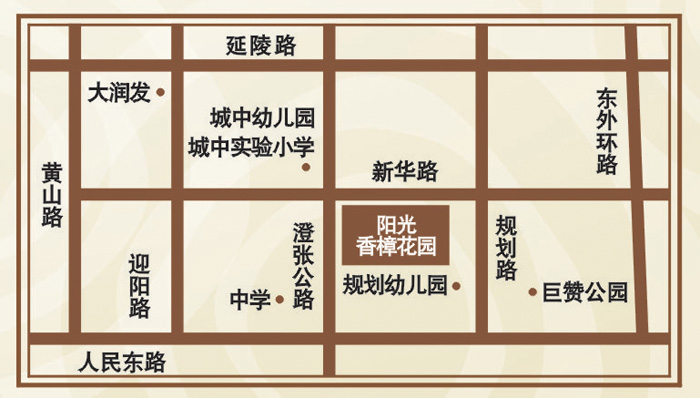 延陵路
大润发
城中幼儿园
城中实验小学
东外环路
黄山路
新华路
阳光
香樟花园
规划路
澄张公路
迎阳路
规划幼儿园
中学
巨赞公园
人民东路